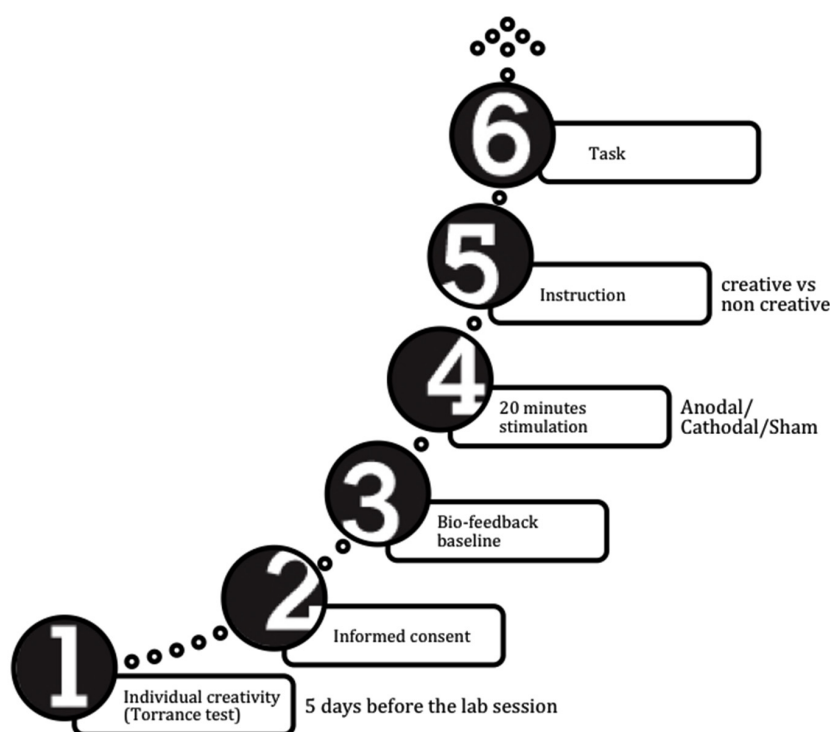 6
Task
5
Instruction
creative vs
non creative
4
20 minutes
stimulation
Anodal/
Cathodal/Sham
3
Bio-feedback
baseline
2
Informed consent
1
Individual creativity
(Torrance test)
5 days before the lab session